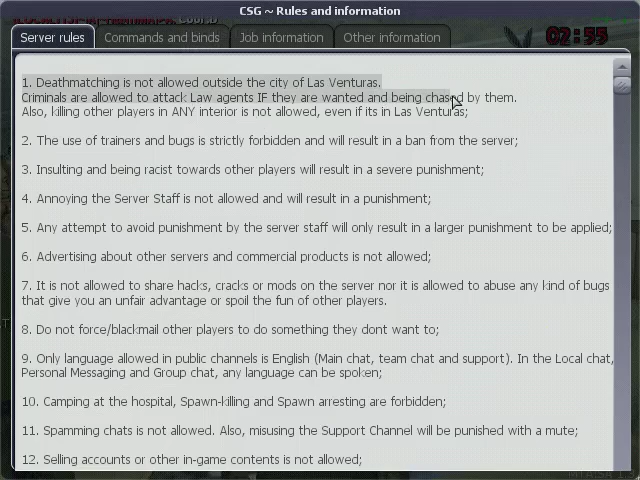 CSG ~ Rules and information
Server rules
Commands and binds
Job information
Other information
02:55
1. Deathmatching is not allowed outside the city of Las Venturas.
Criminals are allowed to attack Law agents IF they are wanted and being chased by them.
Also, killing other players in ANY interior is not allowed, even if its in Las Venturas;
2. The use of trainers and bugs is strictly forbidden and will result in a ban from the server;
3. Insulting and being racist towards other players will result in a severe punishment;
4. Annoying the Server Staff is not allowed and will result in a punishment;
5. Any attempt to avoid punishment by the server staff will only result in a larger punishment to be applied;
6. Advertising about other servers and commercial products is not allowed;
7. It is not allowed to share hacks, cracks or mods on the server nor it is allowed to abuse any kind of bugs
that give you an unfair advantage or spoil the fun of other players.
8. Do not force/blackmail other players to do something they dont want to;
9. Only language allowed in public channels is English (Main chat, team chat and support). In the Local chat,
Personal Messaging and Group chat, any language can be spoken;
10. Camping at the hospital, Spawn-killing and Spawn arresting are forbidden;
11. Spamming chats is not allowed. Also, misusing the Support Channel will be punished with a mute;
12. Selling accounts or other in-game contents is not allowed;